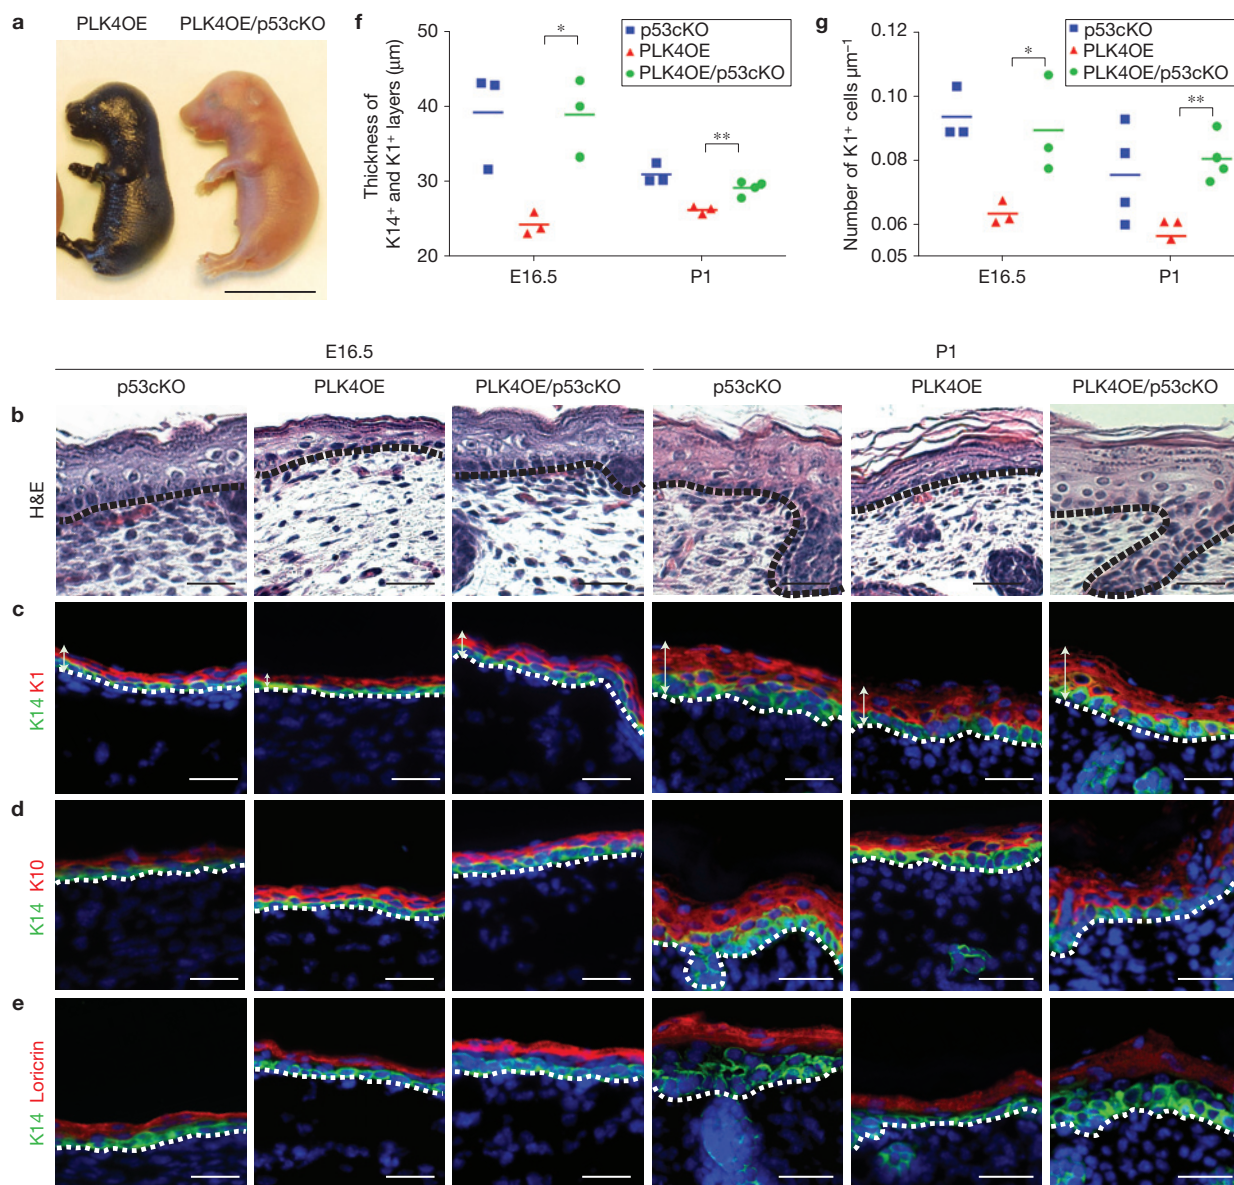 a
PLK4OE
PLK4OE/p53cKO
f
Thickness of
K14⁺ and K1⁺ layers (μm)
50
40
30
20
E16.5
P1
*
**
p53cKO
PLK4OE
PLK4OE/p53cKO
g
Number of K1⁺ cells μm⁻¹
0.12
0.10
0.08
0.06
0.05
E16.5
P1
*
**
p53cKO
PLK4OE
PLK4OE/p53cKO
E16.5
P1
p53cKO
PLK4OE
PLK4OE/p53cKO
p53cKO
PLK4OE
PLK4OE/p53cKO
b
H&E
c
K14 K1
d
K14 K10
e
K14 Loricrin